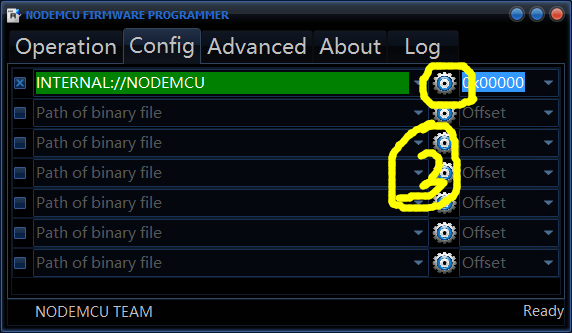 NODEMCU FIRMWARE PROGRAMMER
Operation Config Advanced About Log
INTERNAL://NODEMCU 0x00000
Path of binary file Offset
Path of binary file Offset
Path of binary file Offset
Path of binary file Offset
Path of binary file Offset
Path of binary file Offset
2
NODEMCU TEAM Ready